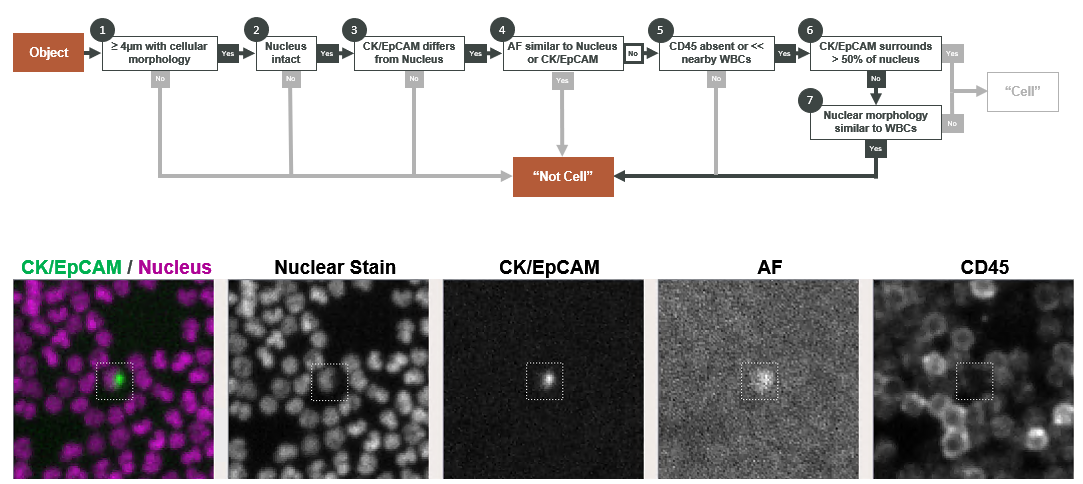 1
2
3
4
5
6
Object
≥ 4µm with cellular
morphology
Yes
Nucleus
intact
Yes
CK/EpCAM differs
from Nucleus
Yes
AF similar to Nucleus
or CK/EpCAM
No
CD45 absent or <<
nearby WBCs
Yes
CK/EpCAM surrounds
> 50% of nucleus
Yes
No
No
No
Yes
No
No
“Cell”
7
Nuclear morphology
similar to WBCs
No
Yes
“Not Cell”
CK/EpCAM / Nucleus
Nuclear Stain
CK/EpCAM
AF
CD45